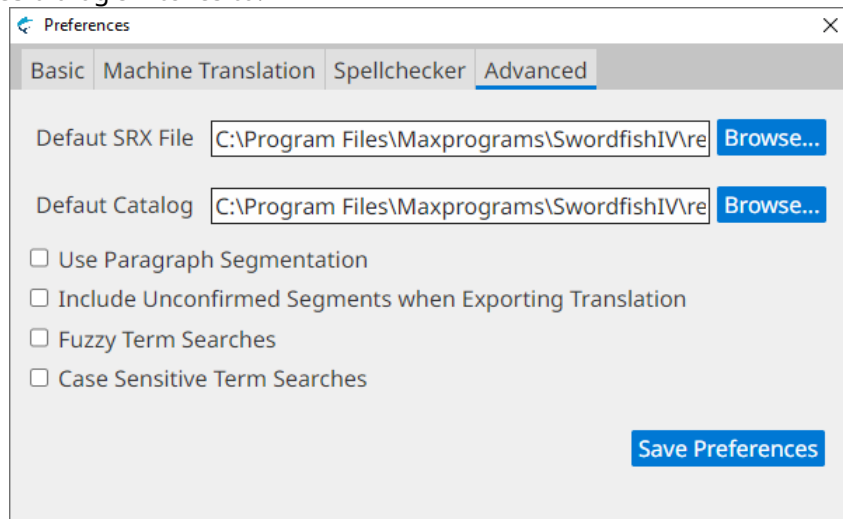 Preferences
Basic Machine Translation Spellchecker Advanced
Defaut SRX File C:\Program Files\Maxprograms\SwordfishIV\re Browse...
Defaut Catalog C:\Program Files\Maxprograms\SwordfishIV\re Browse...
Use Paragraph Segmentation
Include Unconfirmed Segments when Exporting Translation
Fuzzy Term Searches
Case Sensitive Term Searches
Save Preferences